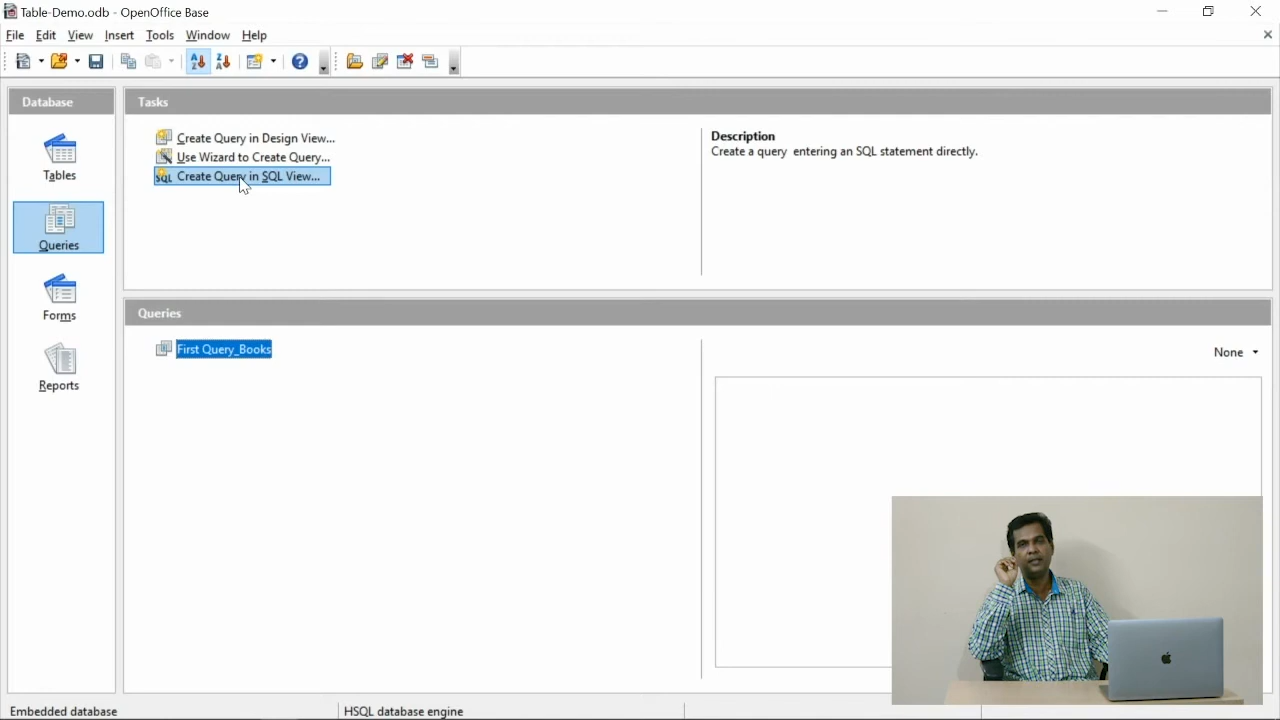 Table-Demo.odb - OpenOffice Base
File Edit View Insert Tools Window Help
Database
Tables
Queries
Forms
Reports
Tasks
Create Query in Design View...
Use Wizard to Create Query...
Create Query in SQL View...
Description
Create a query entering an SQL statement directly.
Queries
First Query_Books
None
Embedded database
HSQL database engine